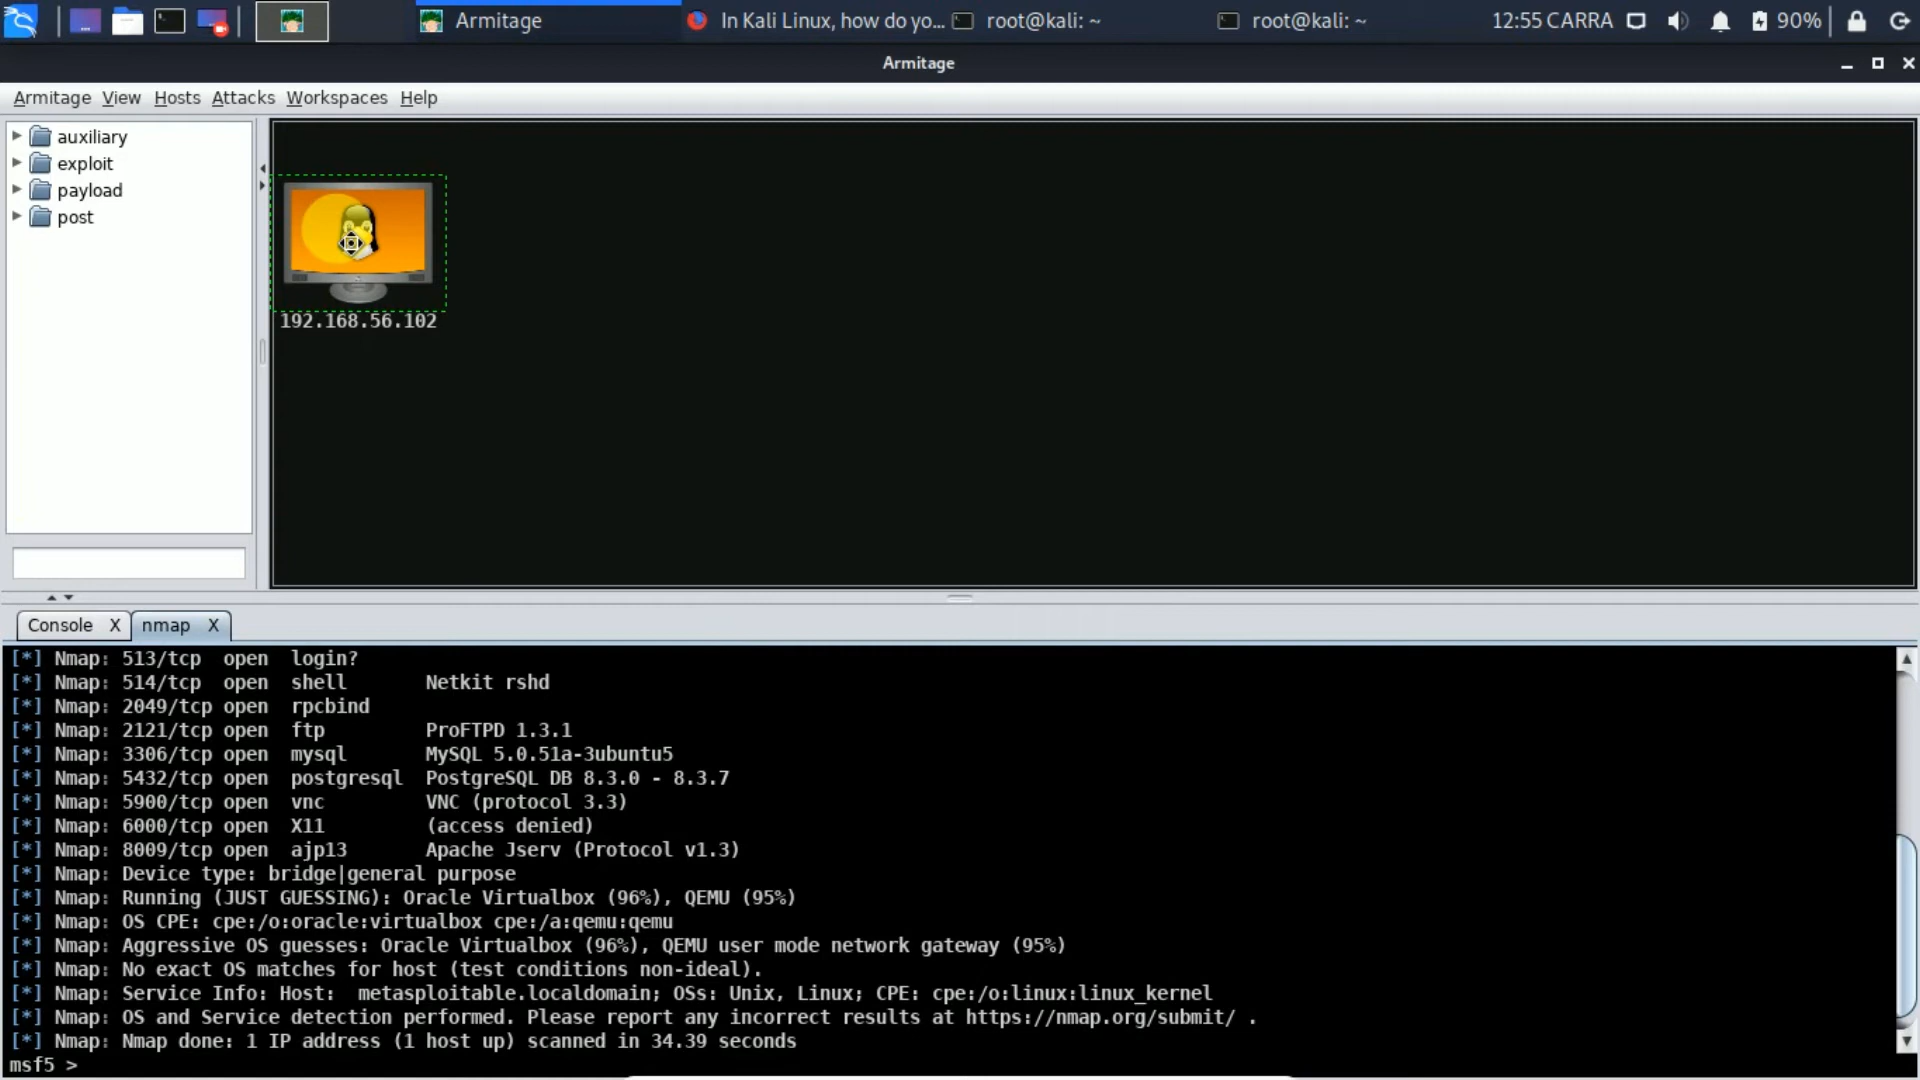 Armitage
In Kali Linux, how do yo...
root@kali: ~
root@kali: ~
12:55 CARRA
90%
Armitage
Armitage View Hosts Attacks Workspaces Help
auxiliary
exploit
payload
post
192.168.56.102
Console X nmap X
[*] Nmap: 513/tcp open login?
[*] Nmap: 514/tcp open shell Netkit rshd
[*] Nmap: 2049/tcp open rpcbind
[*] Nmap: 2121/tcp open ftp ProFTPD 1.3.1
[*] Nmap: 3306/tcp open mysql MySQL 5.0.51a-3ubuntu5
[*] Nmap: 5432/tcp open postgresql PostgreSQL DB 8.3.0 - 8.3.7
[*] Nmap: 5900/tcp open vnc VNC (protocol 3.3)
[*] Nmap: 6000/tcp open X11 (access denied)
[*] Nmap: 8009/tcp open ajp13 Apache Jserv (Protocol v1.3)
[*] Nmap: Device type: bridge|general purpose
[*] Nmap: Running (JUST GUESSING): Oracle Virtualbox (96%), QEMU (95%)
[*] Nmap: OS CPE: cpe:/o:oracle:virtualbox cpe:/a:qemu:qemu
[*] Nmap: Aggressive OS guesses: Oracle Virtualbox (96%), QEMU user mode network gateway (95%)
[*] Nmap: No exact OS matches for host (test conditions non-ideal).
[*] Nmap: Service Info: Host: metasploitable.localdomain; OSs: Unix, Linux; CPE: cpe:/o:linux:linux_kernel
[*] Nmap: OS and Service detection performed. Please report any incorrect results at https://nmap.org/submit/ .
[*] Nmap: Nmap done: 1 IP address (1 host up) scanned in 34.39 seconds
msf5 >